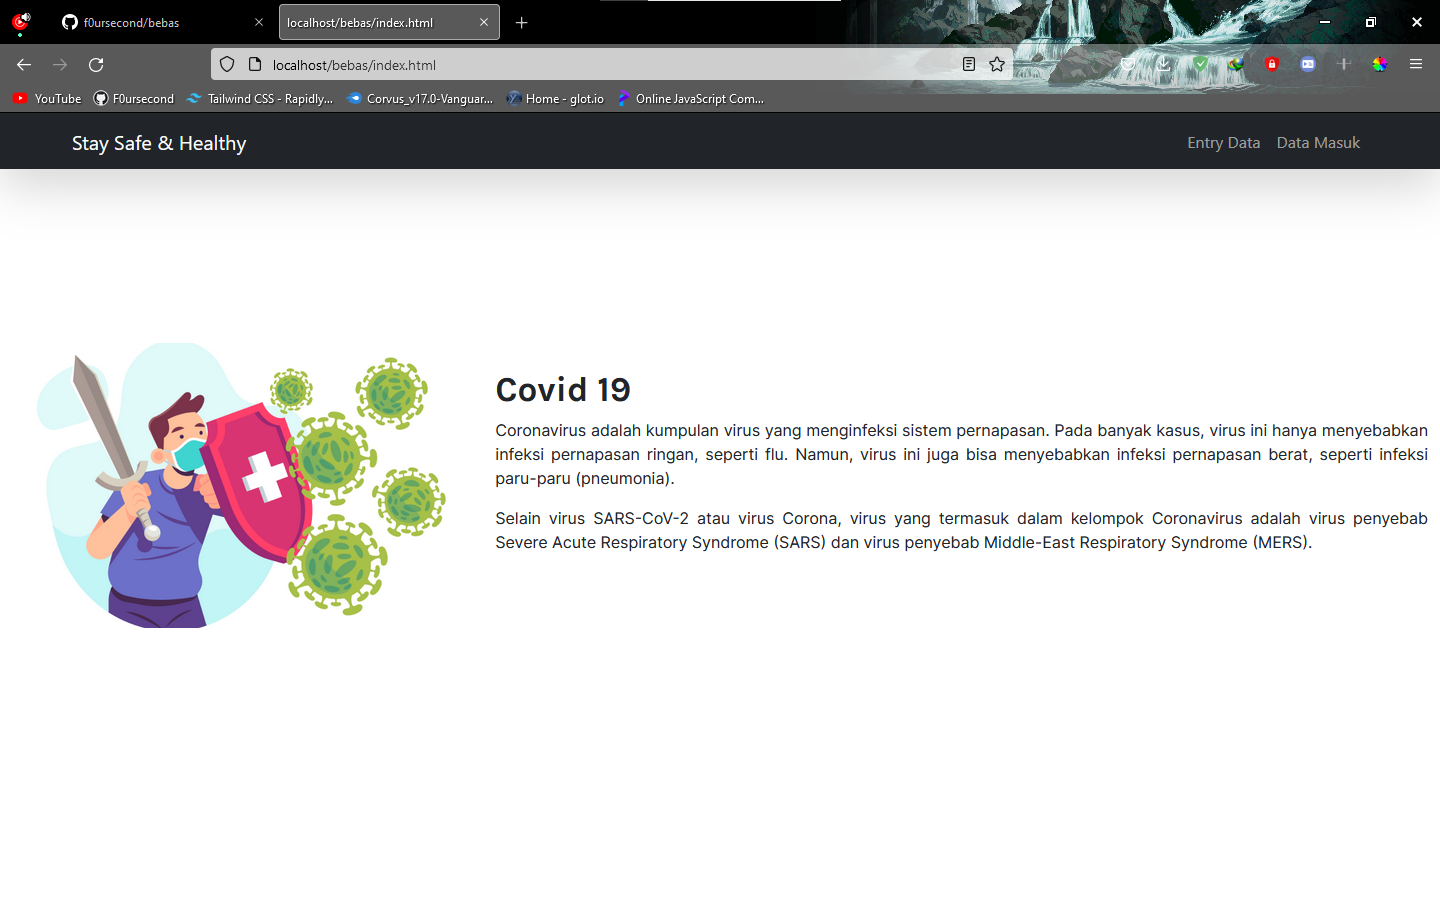 f0ursecond/bebas
localhost/bebas/index.html
localhost/bebas/index.html
YouTube F0ursecond Tailwind CSS - Rapidly... Corvus_v17.0-Vanguar... Home - glot.io Online JavaScript Com...
Stay Safe & Healthy Entry Data Data Masuk
Covid 19
Coronavirus adalah kumpulan virus yang menginfeksi sistem pernapasan. Pada banyak kasus, virus ini hanya menyebabkan
infeksi pernapasan ringan, seperti flu. Namun, virus ini juga bisa menyebabkan infeksi pernapasan berat, seperti infeksi
paru-paru (pneumonia).
Selain virus SARS-CoV-2 atau virus Corona, virus yang termasuk dalam kelompok Coronavirus adalah virus penyebab
Severe Acute Respiratory Syndrome (SARS) dan virus penyebab Middle-East Respiratory Syndrome (MERS).